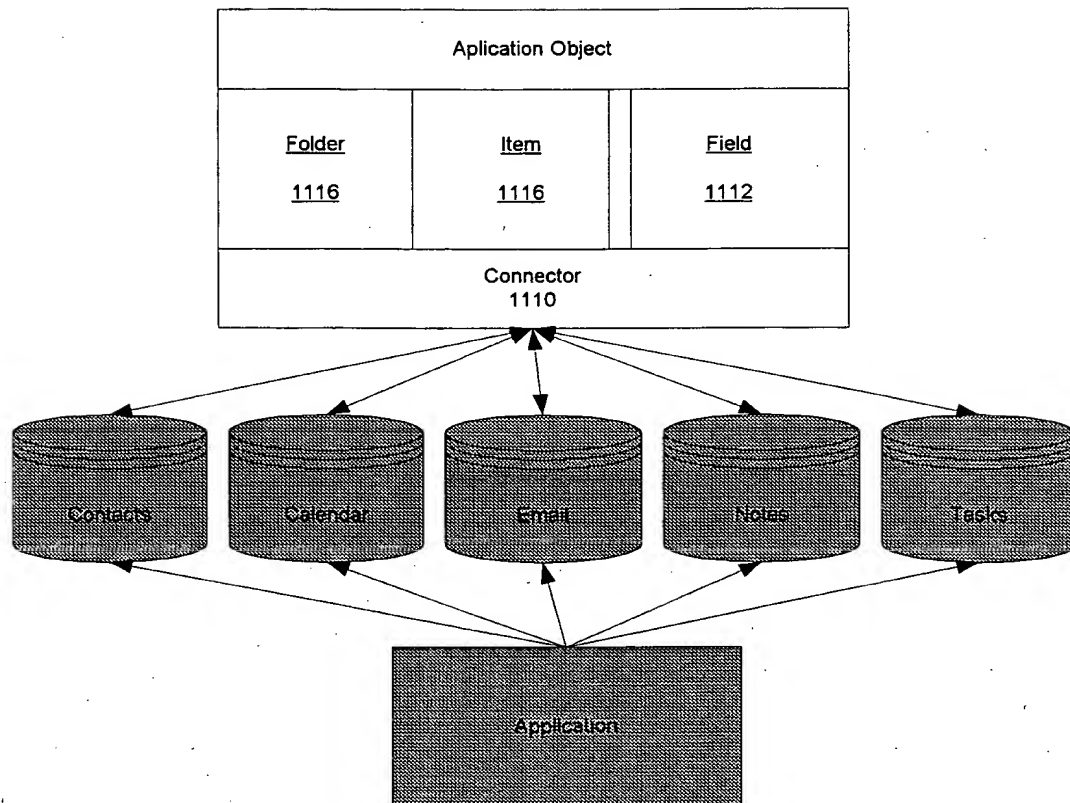 Aplication Object
Folder
1116
Item
1116
Field
1112
Connector
1110
Contacts
Calendar
Email
Notes
Tasks
Application